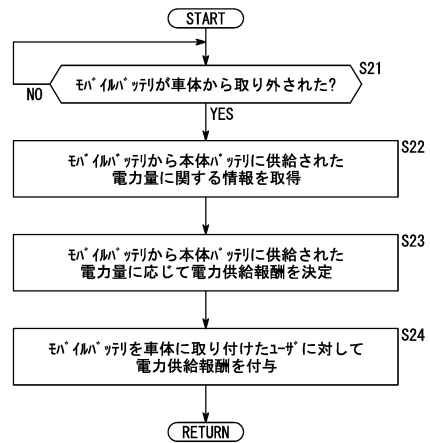 START
S21
ﾓﾊﾞｲﾙﾊﾞｯﾃﾘが車体から取り外された?
NO
YES
S22
ﾓﾊﾞｲﾙﾊﾞｯﾃﾘから本体ﾊﾞｯﾃﾘに供給された
電力量に関する情報を取得
S23
ﾓﾊﾞｲﾙﾊﾞｯﾃﾘから本体ﾊﾞｯﾃﾘに供給された
電力量に応じて電力供給報酬を決定
S24
ﾓﾊﾞｲﾙﾊﾞｯﾃﾘを車体に取り付けたﾕｰｻﾞに対して
電力供給報酬を付与
RETURN